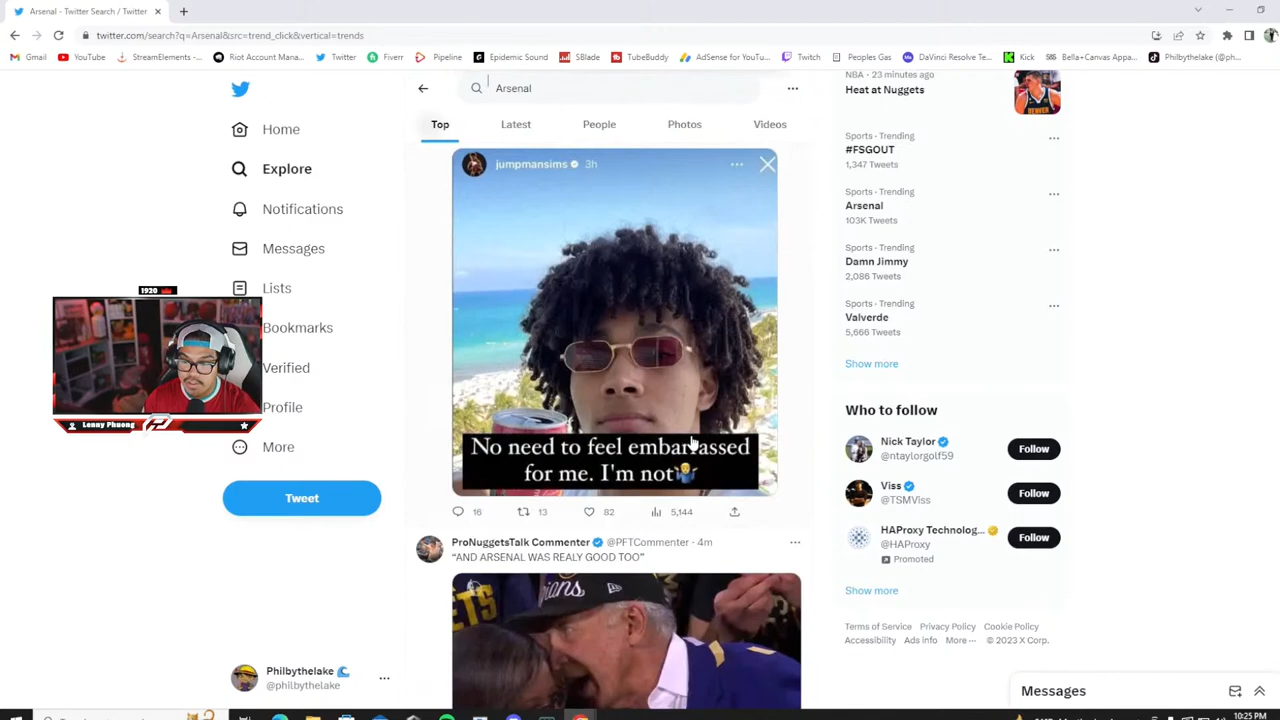 Arsenal - Twitter Search / Twitter
twitter.com/search?q=Arsenal&src=trend_click&vertical=trends
Gmail YouTube StreamElements -... Riot Account Mana... Twitter Fiverr Pipeline Epidemic Sound SBlade TubeBuddy AdSense for YouTu... Twitch Peoples Gas DaVinci Resolve Te... Kick Bella+Canvas Appa... Philbythelake (@ph...
Arsenal
Top Latest People Photos Videos
Home
Explore
Notifications
Messages
Lists
Bookmarks
Verified
Profile
More
Tweet
1920
Lenny Phuong
jumpmansims 3h
No need to feel embarrassed
for me. I'm not
16 13 82 5,144
ProNuggetsTalk Commenter @PFTCommenter · 4m
“AND ARSENAL WAS REALY GOOD TOO”
NBA · 23 minutes ago
Heat at Nuggets
DENVER
Sports · Trending
#FSGOUT
1,347 Tweets
Sports · Trending
Arsenal
103K Tweets
Sports · Trending
Damn Jimmy
2,086 Tweets
Sports · Trending
Valverde
5,666 Tweets
Show more
Who to follow
Nick Taylor
@ntaylorgolf59
Follow
Viss
@TSMViss
Follow
HAProxy Technolog...
@HAProxy
Promoted
Follow
Show more
Terms of Service Privacy Policy Cookie Policy
Accessibility Ads info More ··· © 2023 X Corp.
Philbythelake
@philbythelake
Messages
10:25 PM